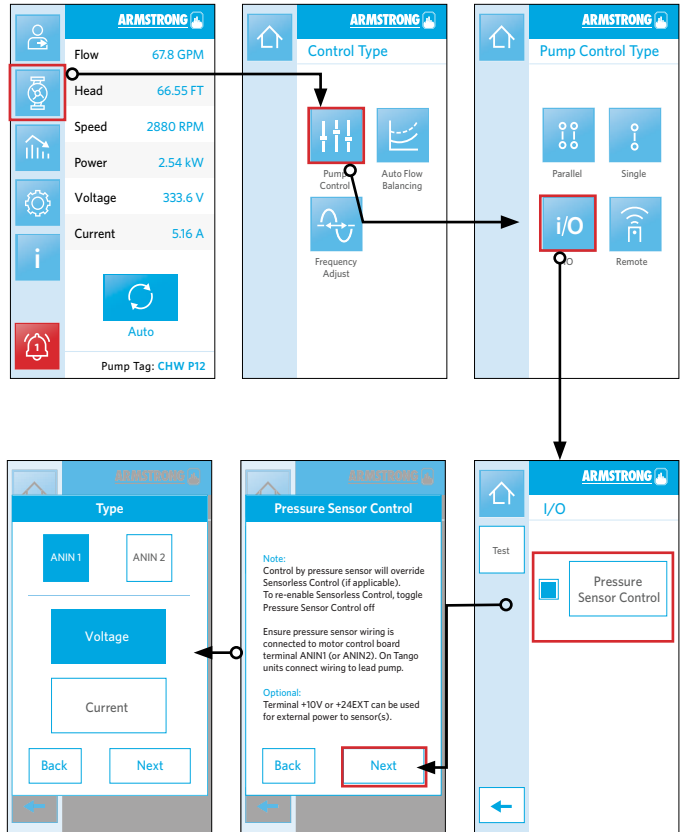 ARMSTRONG
Flow 67.8 GPM
Head 66.55 FT
Speed 2880 RPM
Power 2.54 kW
Voltage 333.6 V
Current 5.16 A
i
1
Auto
Pump Tag: CHW P12
ARMSTRONG
Control Type
Pump
Control
Auto Flow
Balancing
Frequency
Adjust
ARMSTRONG
Pump Control Type
Parallel
Single
i/O
Remote
ARMSTRONG
Type
ANIN 1
ANIN 2
Voltage
Current
Back
Next
ARMSTRONG
Pressure Sensor Control
Note:
Control by pressure sensor will override
Sensorless Control (if applicable).
To re-enable Sensorless Control, toggle
Pressure Sensor Control off
Ensure pressure sensor wiring is
connected to motor control board
terminal ANIN1 (or ANIN2). On Tango
units connect wiring to lead pump.
Optional:
Terminal +10V or +24EXT can be used
for external power to sensor(s).
Back
Next
ARMSTRONG
I/O
Test
Pressure
Sensor Control